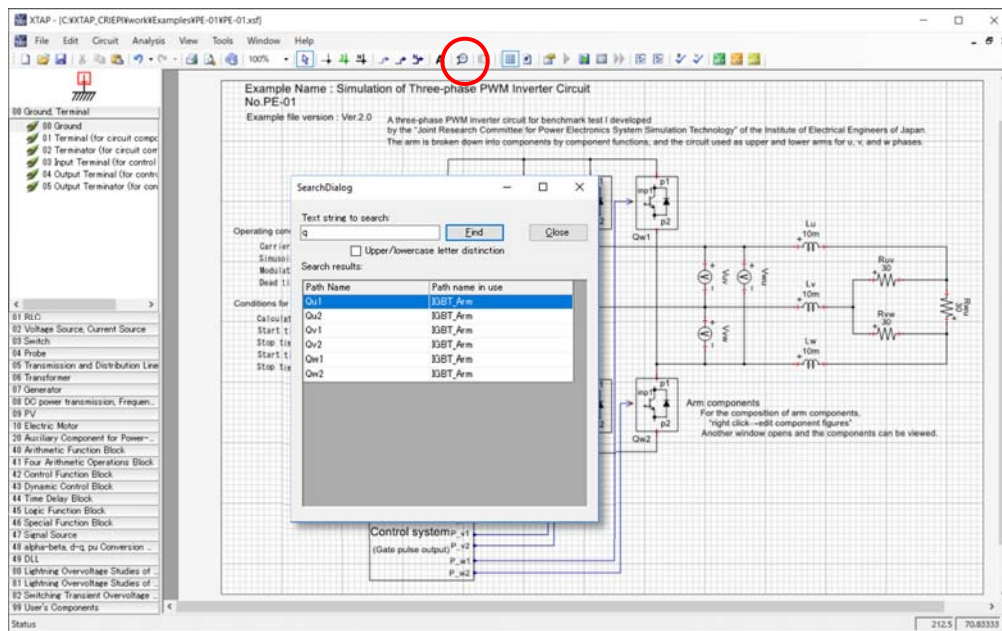 XTAP - [C:¥XTAP_CRIEPI¥work¥Examples¥PE-01¥PE-01.xsf]
File Edit Circuit Analysis View Tools Window Help
100%
00 Ground, Terminal
00 Ground
01 Terminal (for circuit compo
02 Terminator (for circuit com
03 Input Terminal (for control
04 Output Terminal (for contr
05 Output Terminator (for con
01 RLC
02 Voltage Source, Current Source
03 Switch
04 Probe
05 Transmission and Distribution Line
06 Transformer
07 Generator
08 DC power transmission, Frequen...
09 PV
10 Electric Motor
20 Auxiliary Component for Power-...
40 Arithmetic Function Block
41 Four Arithmetic Operations Block
42 Control Function Block
43 Dynamic Control Block
44 Time Delay Block
45 Logic Function Block
46 Special Function Block
47 Signal Source
48 alpha-beta, d-q, pu Conversion ...
49 DLL
80 Lightning Overvoltage Studies of ...
81 Lightning Overvoltage Studies of ...
82 Switching Transient Overvoltage ...
99 User's Components
Example Name : Simulation of Three-phase PWM Inverter Circuit
No.PE-01
Example file version : Ver.2.0
A three-phase PWM inverter circuit for benchmark test I developed
by the "Joint Research Committee for Power Electronics System Simulation Technology" of the Institute of Electrical Engineers of Japan.
The arm is broken down into components by component functions, and the circuit used as upper and lower arms for u, v, and w phases.
Operating con
Carrier
Sinusoi
Modulat
Dead ti
Conditions for
Calculat
Start t
Stop tim
Start t
Stop tim
SearchDialog
Text string to search:
q
Find
Close
Upper/lowercase letter distinction
Search results:
Path Name Path name in use
Qu1 IGBT_Arm
Qu2 IGBT_Arm
Qv1 IGBT_Arm
Qv2 IGBT_Arm
Qw1 IGBT_Arm
Qw2 IGBT_Arm
p1
inp1
p2
Qw1
Vuv
Vwu
Vvw
Lu
10m
Lv
10m
Lw
10m
Ruv
30
Rvw
30
Rwu
30
p1
inp1
p2
Qw2
Arm components
For the composition of arm components,
"right click→edit component figures"
Another window opens and the components can be viewed.
Control system
(Gate pulse output)
P_v1
P_v2
P_w1
P_w2
Status
212.5 70.83333